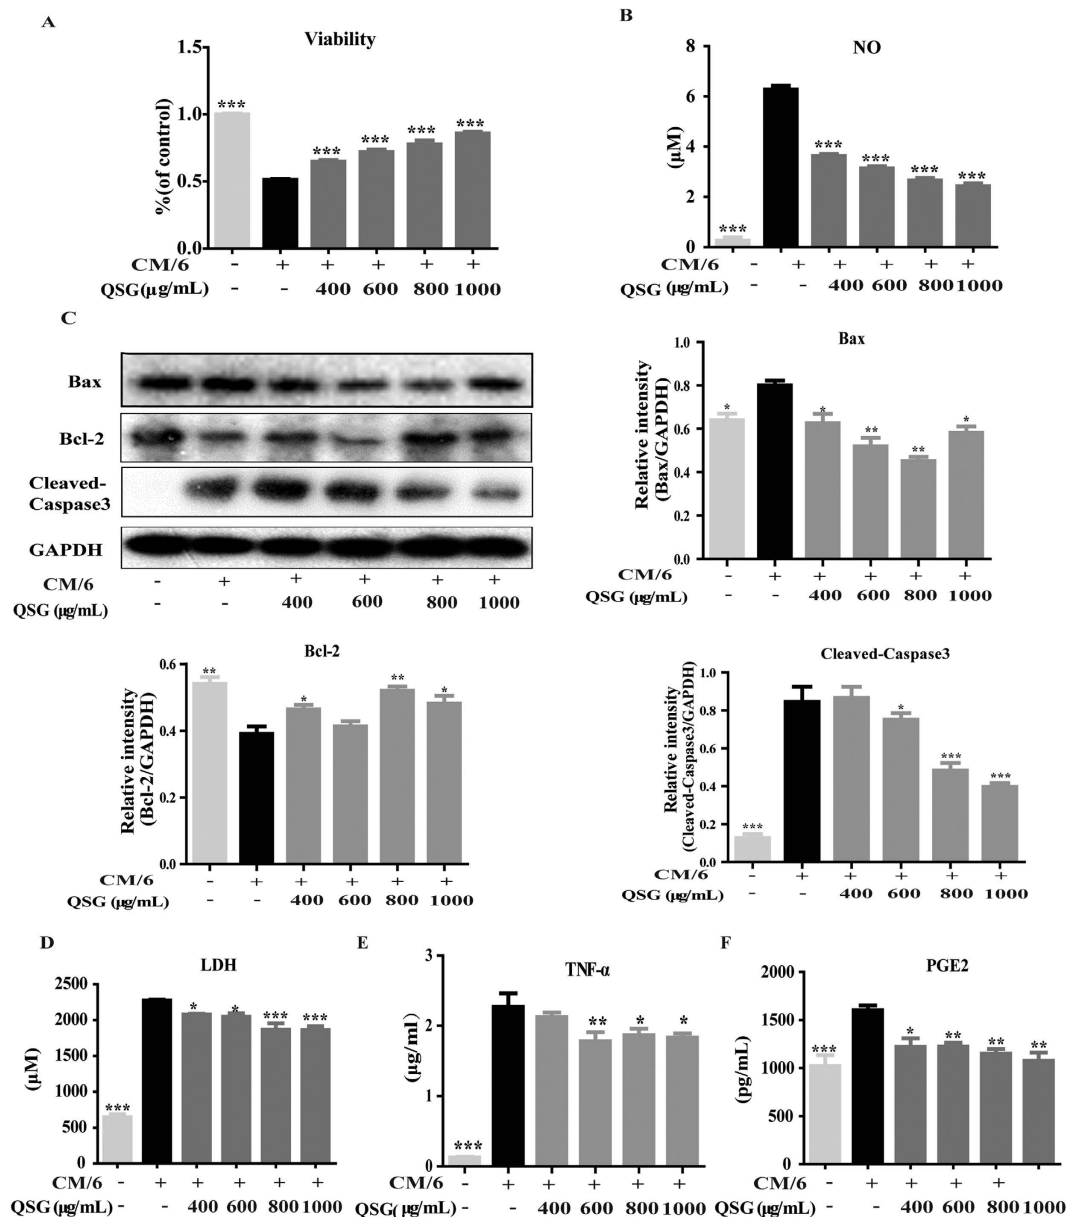 A
Viability
%(of control)
1.5
1.0
0.5
0.0
*** *** *** *** ***
CM/6 - + + + + +
QSG(μg/mL) - - 400 600 800 1000
B
NO
(μM)
8
6
4
2
0
*** *** *** *** ***
CM/6 - + + + + +
QSG(μg/mL) - - 400 600 800 1000
C
Bax
Bcl-2
Cleaved-
Caspase3
GAPDH
CM/6 - + + + + +
QSG (μg/mL) - - 400 600 800 1000
Bax
Relative intensity
(Bax/GAPDH)
1.0
0.8
0.6
0.4
0.2
0.0
* * ** ** *
CM/6 - + + + + +
QSG (μg/mL) - - 400 600 800 1000
Bcl-2
Relative intensity
(Bcl-2/GAPDH)
0.6
0.4
0.2
0.0
** * ** *
CM/6 - + + + + +
QSG (μg/mL) - - 400 600 800 1000
Cleaved-Caspase3
Relative intensity
(Cleaved-Caspase3/GAPDH)
1.0
0.8
0.6
0.4
0.2
0.0
*** * *** ***
CM/6 - + + + + +
QSG (μg/mL) - - 400 600 800 1000
D
LDH
(μM)
2500
2000
1500
1000
500
0
*** * * *** ***
CM/6 - + + + + +
QSG(μg/mL) - - 400 600 800 1000
E
TNF-α
(μg/ml)
3
2
1
0
*** ** * *
CM/6 - + + + + +
QSG(μg/mL) - - 400 600 800 1000
F
PGE2
(pg/mL)
2000
1500
1000
500
0
*** * ** ** **
CM/6 - + + + +
QSG(μg/mL) - - 400 600 800 1000